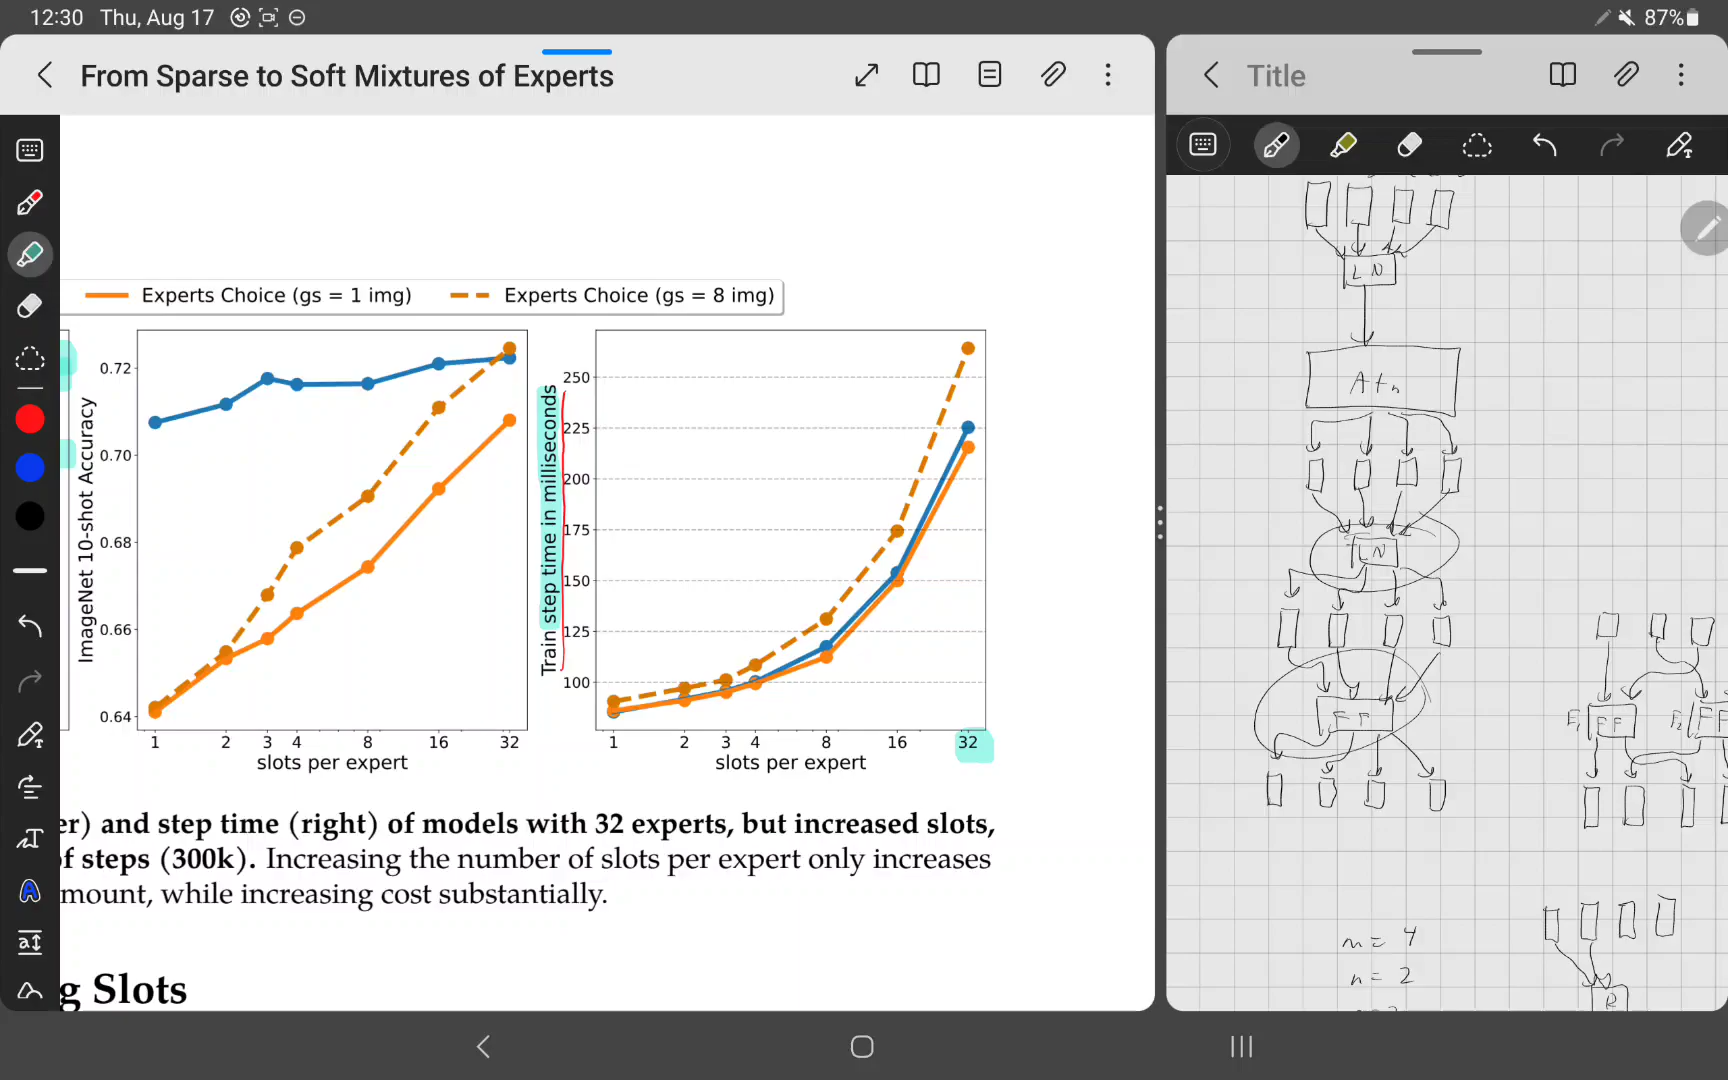 12:30 Thu, Aug 17
87%
From Sparse to Soft Mixtures of Experts
Experts Choice (gs = 1 img)
Experts Choice (gs = 8 img)
ImageNet 10-shot Accuracy
0.72
0.70
0.68
0.66
0.64
1 2 3 4 8 16 32
slots per expert
Train step time in milliseconds
250
225
200
175
150
125
100
1 2 3 4 8 16 32
slots per expert
er) and step time (right) of models with 32 experts, but increased slots,
of steps (300k). Increasing the number of slots per expert only increases
mount, while increasing cost substantially.
g Slots
Title
LN
Atn
LN
FF
E1 FF
E2 FF
m = 4
n = 2
R